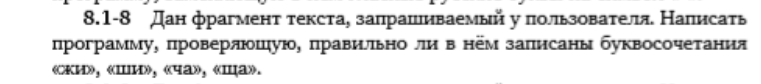 8.1-8 Дан фрагмент текста, запрашиваемый у пользователя. Написать
программу, проверяющую, правильно ли в нём записаны буквосочетания
«жи», «ши», «ча», «ща».